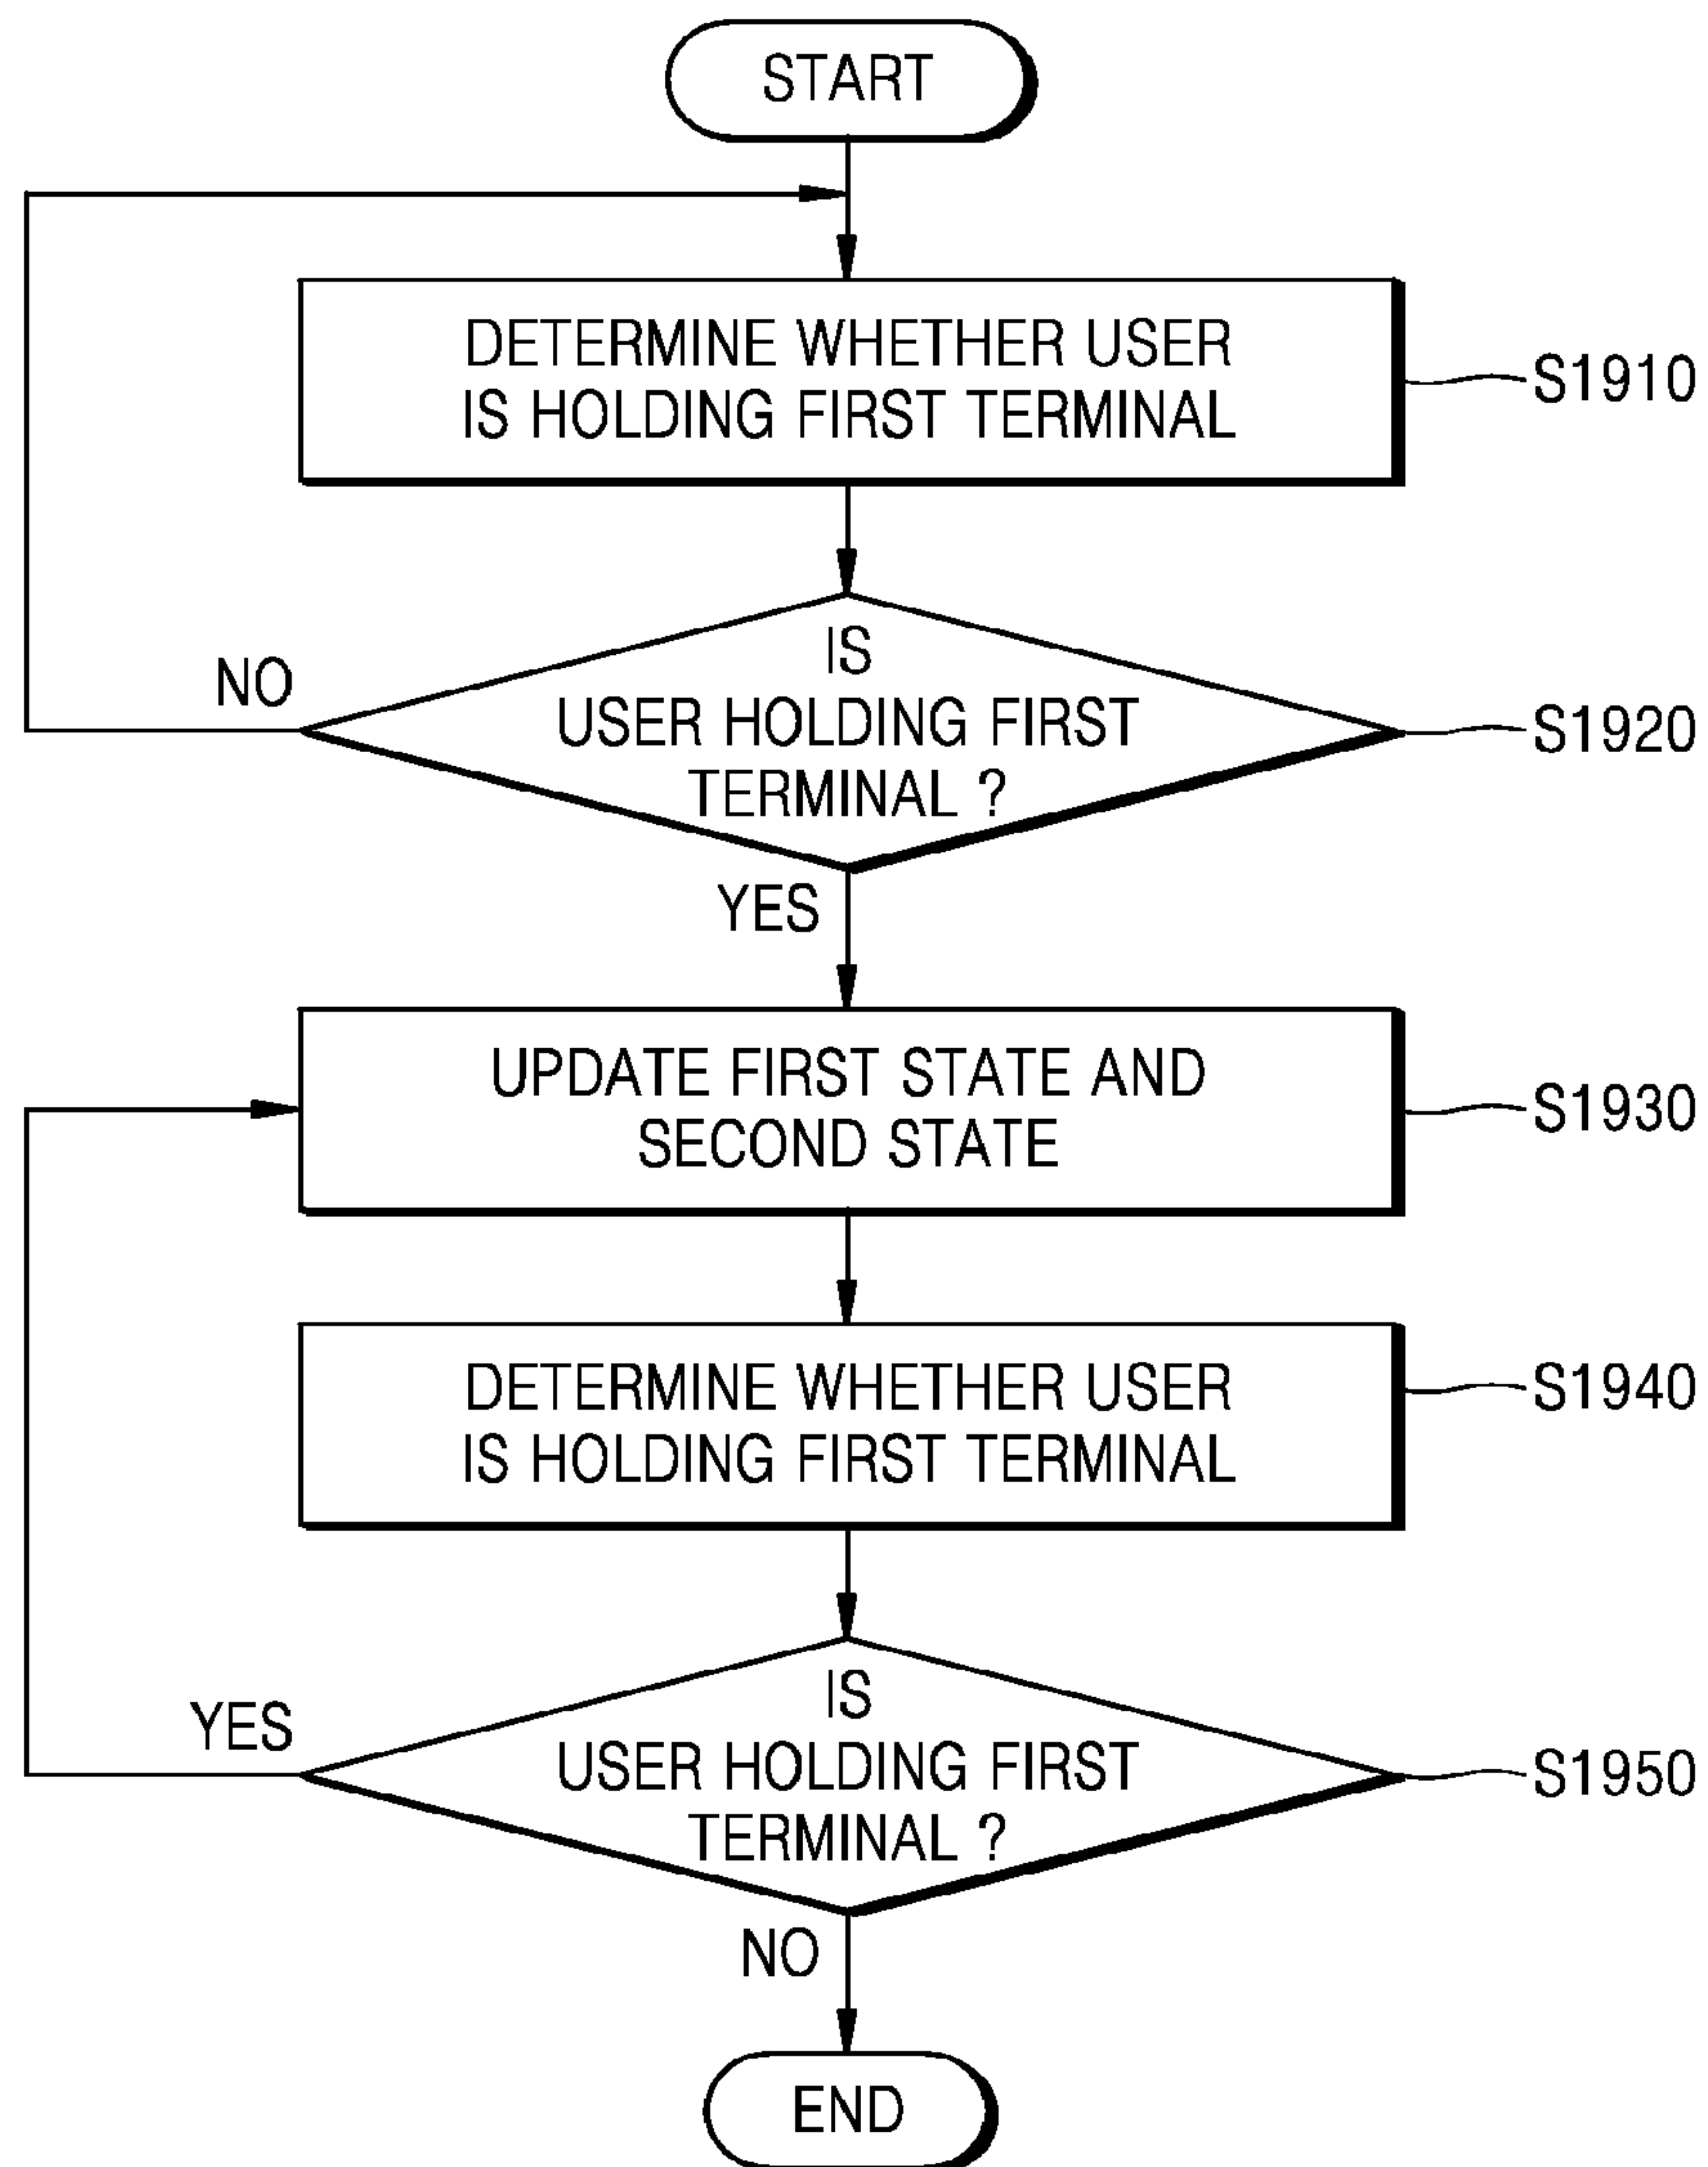 START
DETERMINE WHETHER USER
IS HOLDING FIRST TERMINAL
S1910
IS
USER HOLDING FIRST
TERMINAL ?
NO
S1920
YES
UPDATE FIRST STATE AND
SECOND STATE
S1930
DETERMINE WHETHER USER
IS HOLDING FIRST TERMINAL
S1940
IS
USER HOLDING FIRST
TERMINAL ?
YES
S1950
NO
END